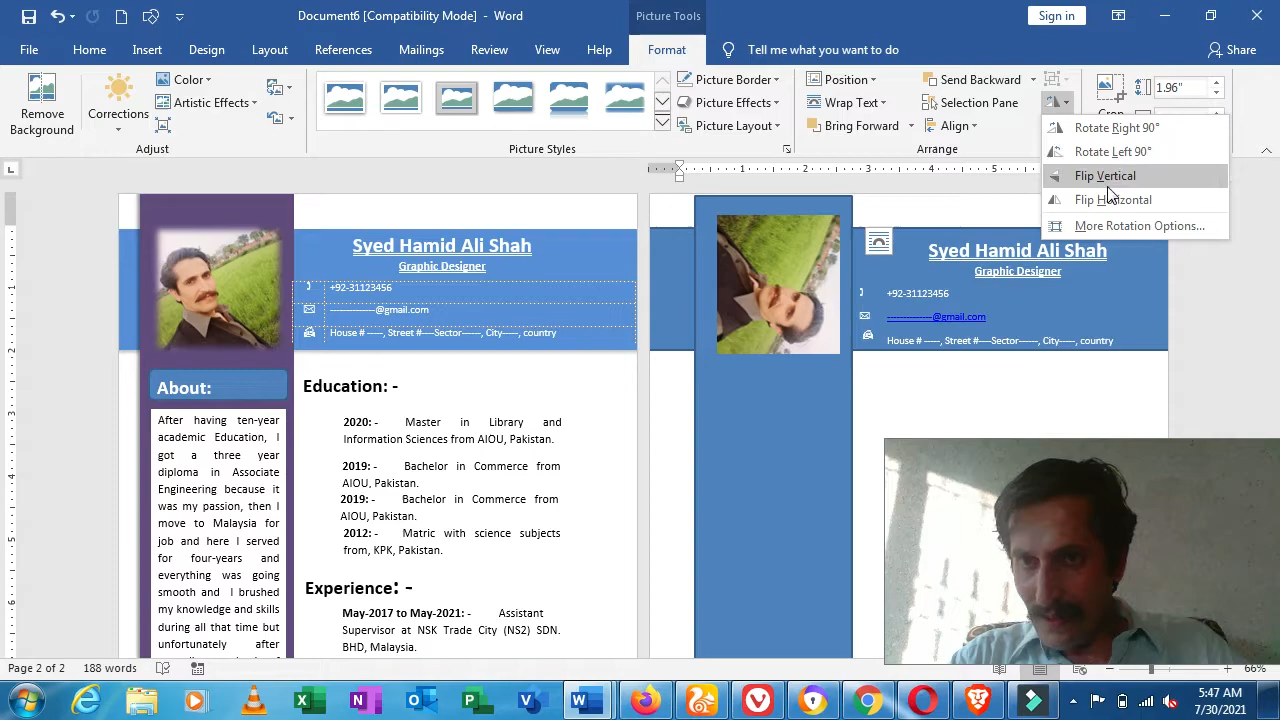 Document6 [Compatibility Mode] - Word
Picture Tools
Sign in
File
Home
Insert
Design
Layout
References
Mailings
Review
View
Help
Format
Tell me what you want to do
Share
Remove Background
Corrections
Color
Artistic Effects
Adjust
Picture Styles
Picture Border
Picture Effects
Picture Layout
Position
Wrap Text
Bring Forward
Send Backward
Selection Pane
Align
Arrange
1.96"
Rotate Right 90°
Rotate Left 90°
Flip Vertical
Flip Horizontal
More Rotation Options...
Syed Hamid Ali Shah
Graphic Designer
+92-31123456
--------------@gmail.com
House # -----, Street #----Sector------, City-----, country
About:
After having ten-year
academic Education, I
got a three year
diploma in Associate
Engineering because it
was my passion, then I
move to Malaysia for
job and here I served
for four-years and
everything was going
smooth and I brushed
my knowledge and skills
during all that time but
unfortunately after
Education: -
2020: - Master in Library and
Information Sciences from AIOU, Pakistan.
2019: - Bachelor in Commerce from
AIOU, Pakistan.
2019: - Bachelor in Commerce from
AIOU, Pakistan.
2012: - Matric with science subjects
from, KPK, Pakistan.
Experience: -
May-2017 to May-2021: - Assistant
Supervisor at NSK Trade City (NS2) SDN.
BHD, Malaysia.
Syed Hamid Ali Shah
Graphic Designer
+92-31123456
--------------@gmail.com
House # -----, Street #----Sector------, City-----, country
Page 2 of 2
188 words
66%
5:47 AM
7/30/2021